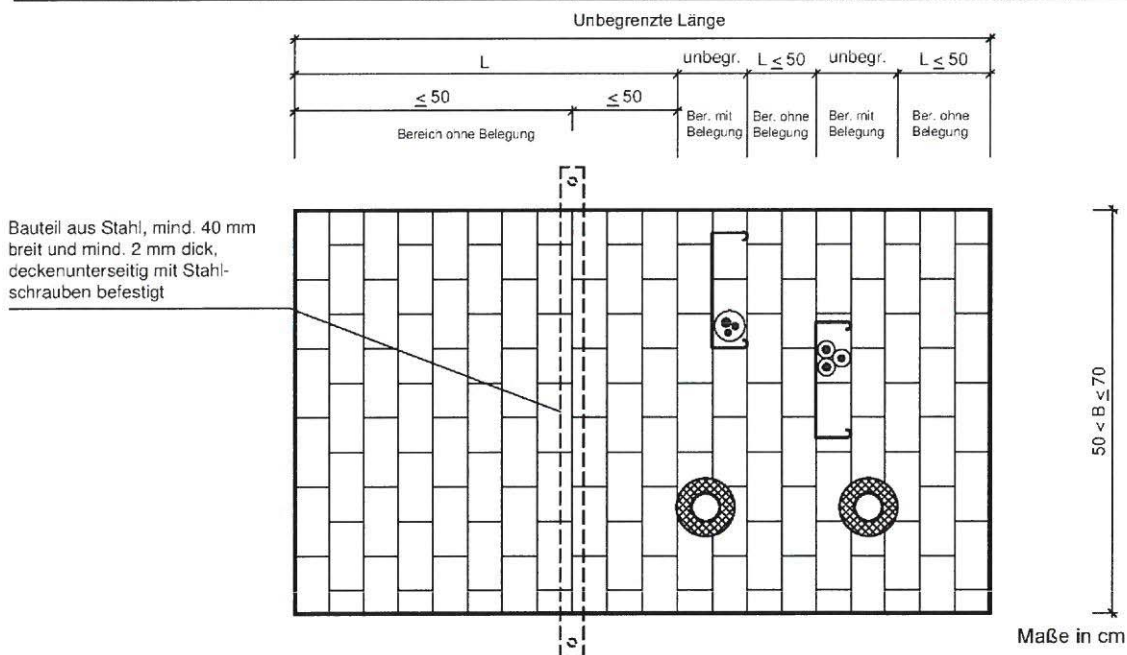 Unbegrenzte Länge
L
unbegr.
L ≤ 50
unbegr.
L ≤ 50
≤ 50
≤ 50
Bereich ohne Belegung
Ber. mit
Belegung
Ber. ohne
Belegung
Ber. mit
Belegung
Ber. ohne
Belegung
Bauteil aus Stahl, mind. 40 mm
breit und mind. 2 mm dick,
deckenunterseitig mit Stahl-
schrauben befestigt
50 < B ≤ 70
Maße in cm